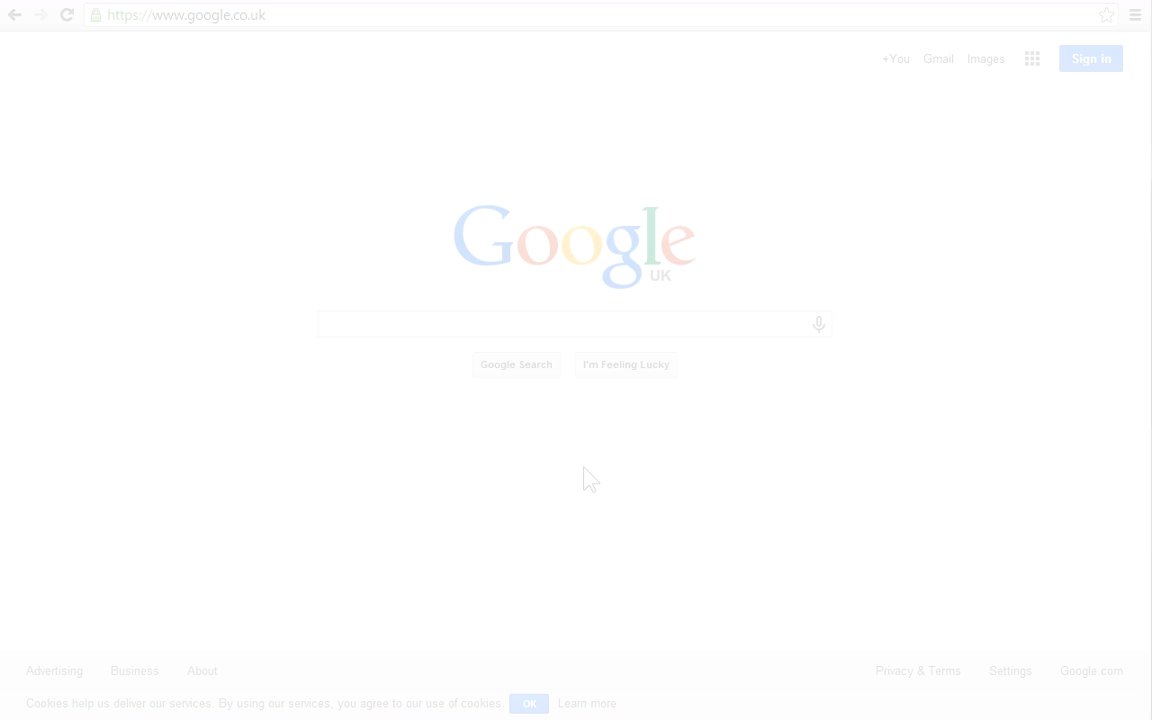 https://www.google.co.uk
+You Gmail Images Sign in
Google
UK
Google Search I'm Feeling Lucky
Advertising Business About Privacy & Terms Settings Google.com
Cookies help us deliver our services. By using our services, you agree to our use of cookies. OK Learn more